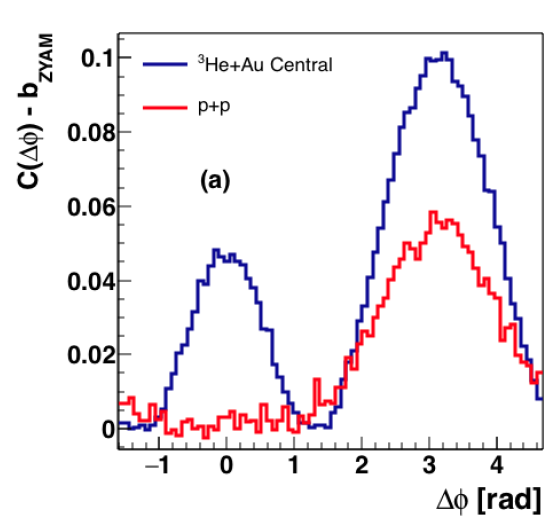 C(Δϕ) - bZYAM
0.1
0.08
0.06
0.04
0.02
0
³He+Au Central
p+p
(a)
−1 0 1 2 3 4
Δϕ [rad]